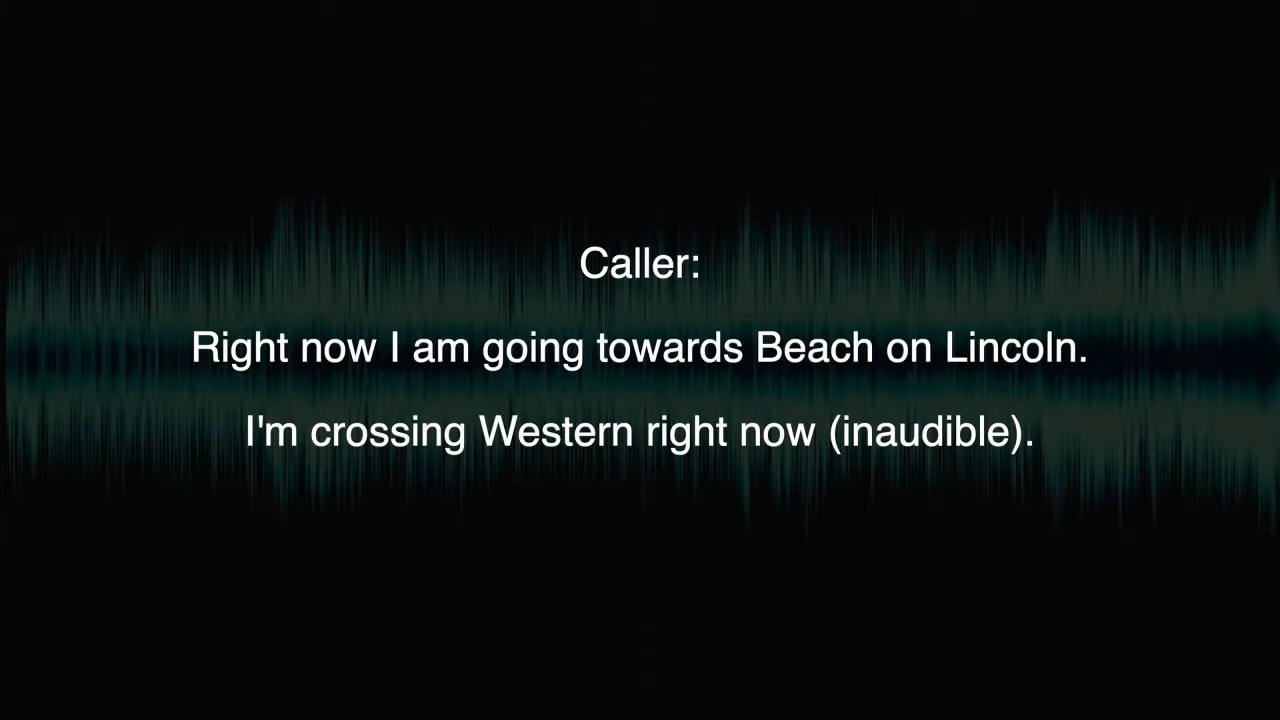 Caller:
Right now I am going towards Beach on Lincoln.
I'm crossing Western right now (inaudible).